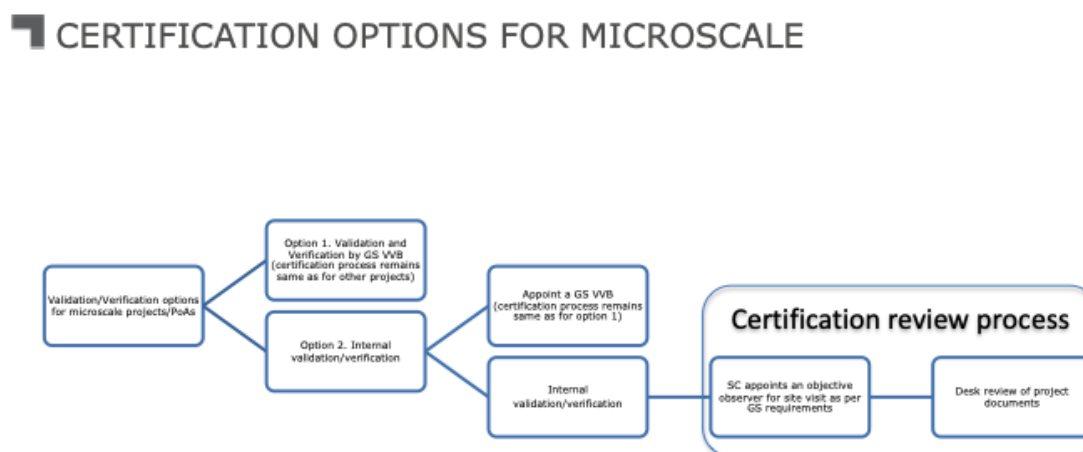 CERTIFICATION OPTIONS FOR MICROSCALE
Validation/Verification options
for microscale projects/PoAs
Option 1. Validation and
Verification by GS VVB
(certification process remains
same as for other projects)
Option 2. Internal
validation/verification
Appoint a GS VVB
(certification process remains
same as for option 1)
Internal
validation/verification
Certification review process
SC appoints an objective
observer for site visit as per
GS requirements
Desk review of project
documents